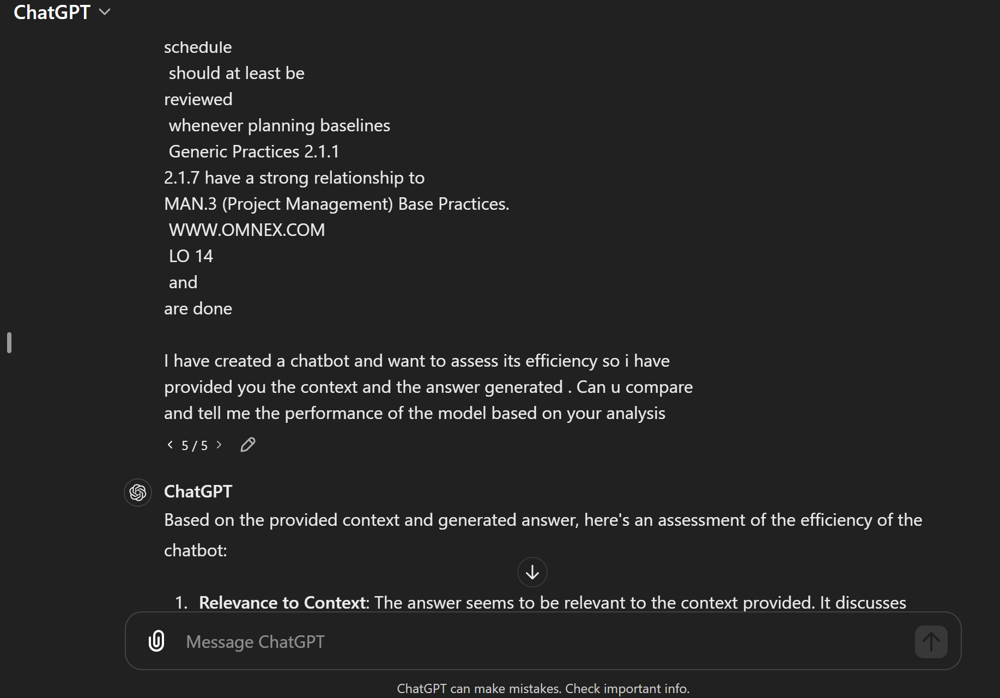 ChatGPT
schedule
should at least be
reviewed
whenever planning baselines
Generic Practices 2.1.1
2.1.7 have a strong relationship to
MAN.3 (Project Management) Base Practices.
WWW.OMNEX.COM
LO 14
and
are done
I have created a chatbot and want to assess its efficiency so i have
provided you the context and the answer generated . Can u compare
and tell me the performance of the model based on your analysis
5 / 5
ChatGPT
Based on the provided context and generated answer, here's an assessment of the efficiency of the
chatbot:
1. Relevance to Context: The answer seems to be relevant to the context provided. It discusses
Message ChatGPT
ChatGPT can make mistakes. Check important info.